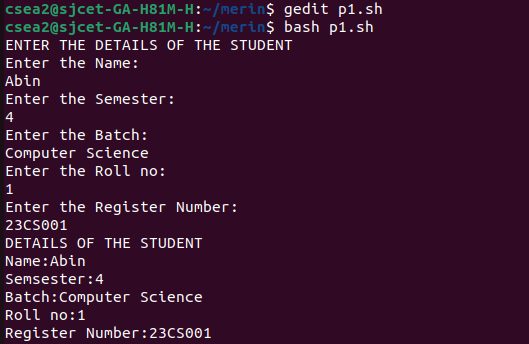 csea2@sjcet-GA-H81M-H:~/merin$ gedit p1.sh
csea2@sjcet-GA-H81M-H:~/merin$ bash p1.sh
ENTER THE DETAILS OF THE STUDENT
Enter the Name:
Abin
Enter the Semester:
4
Enter the Batch:
Computer Science
Enter the Roll no:
1
Enter the Register Number:
23CS001
DETAILS OF THE STUDENT
Name:Abin
Semsester:4
Batch:Computer Science
Roll no:1
Register Number:23CS001